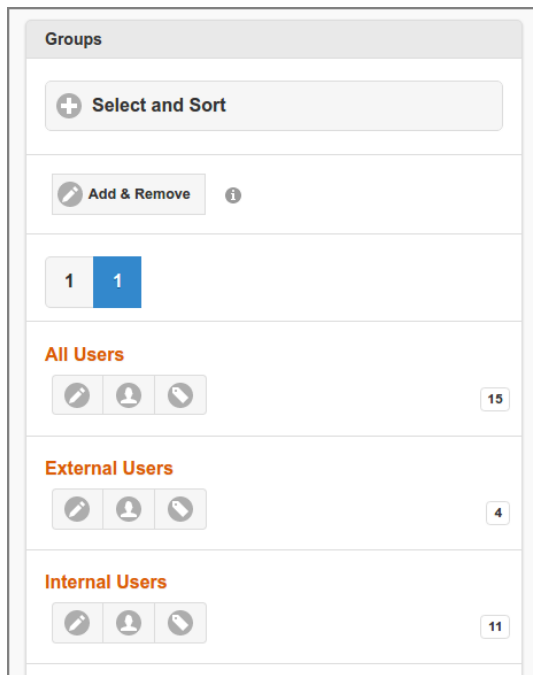 Groups
Select and Sort
Add & Remove
1 1
All Users
15
External Users
4
Internal Users
11